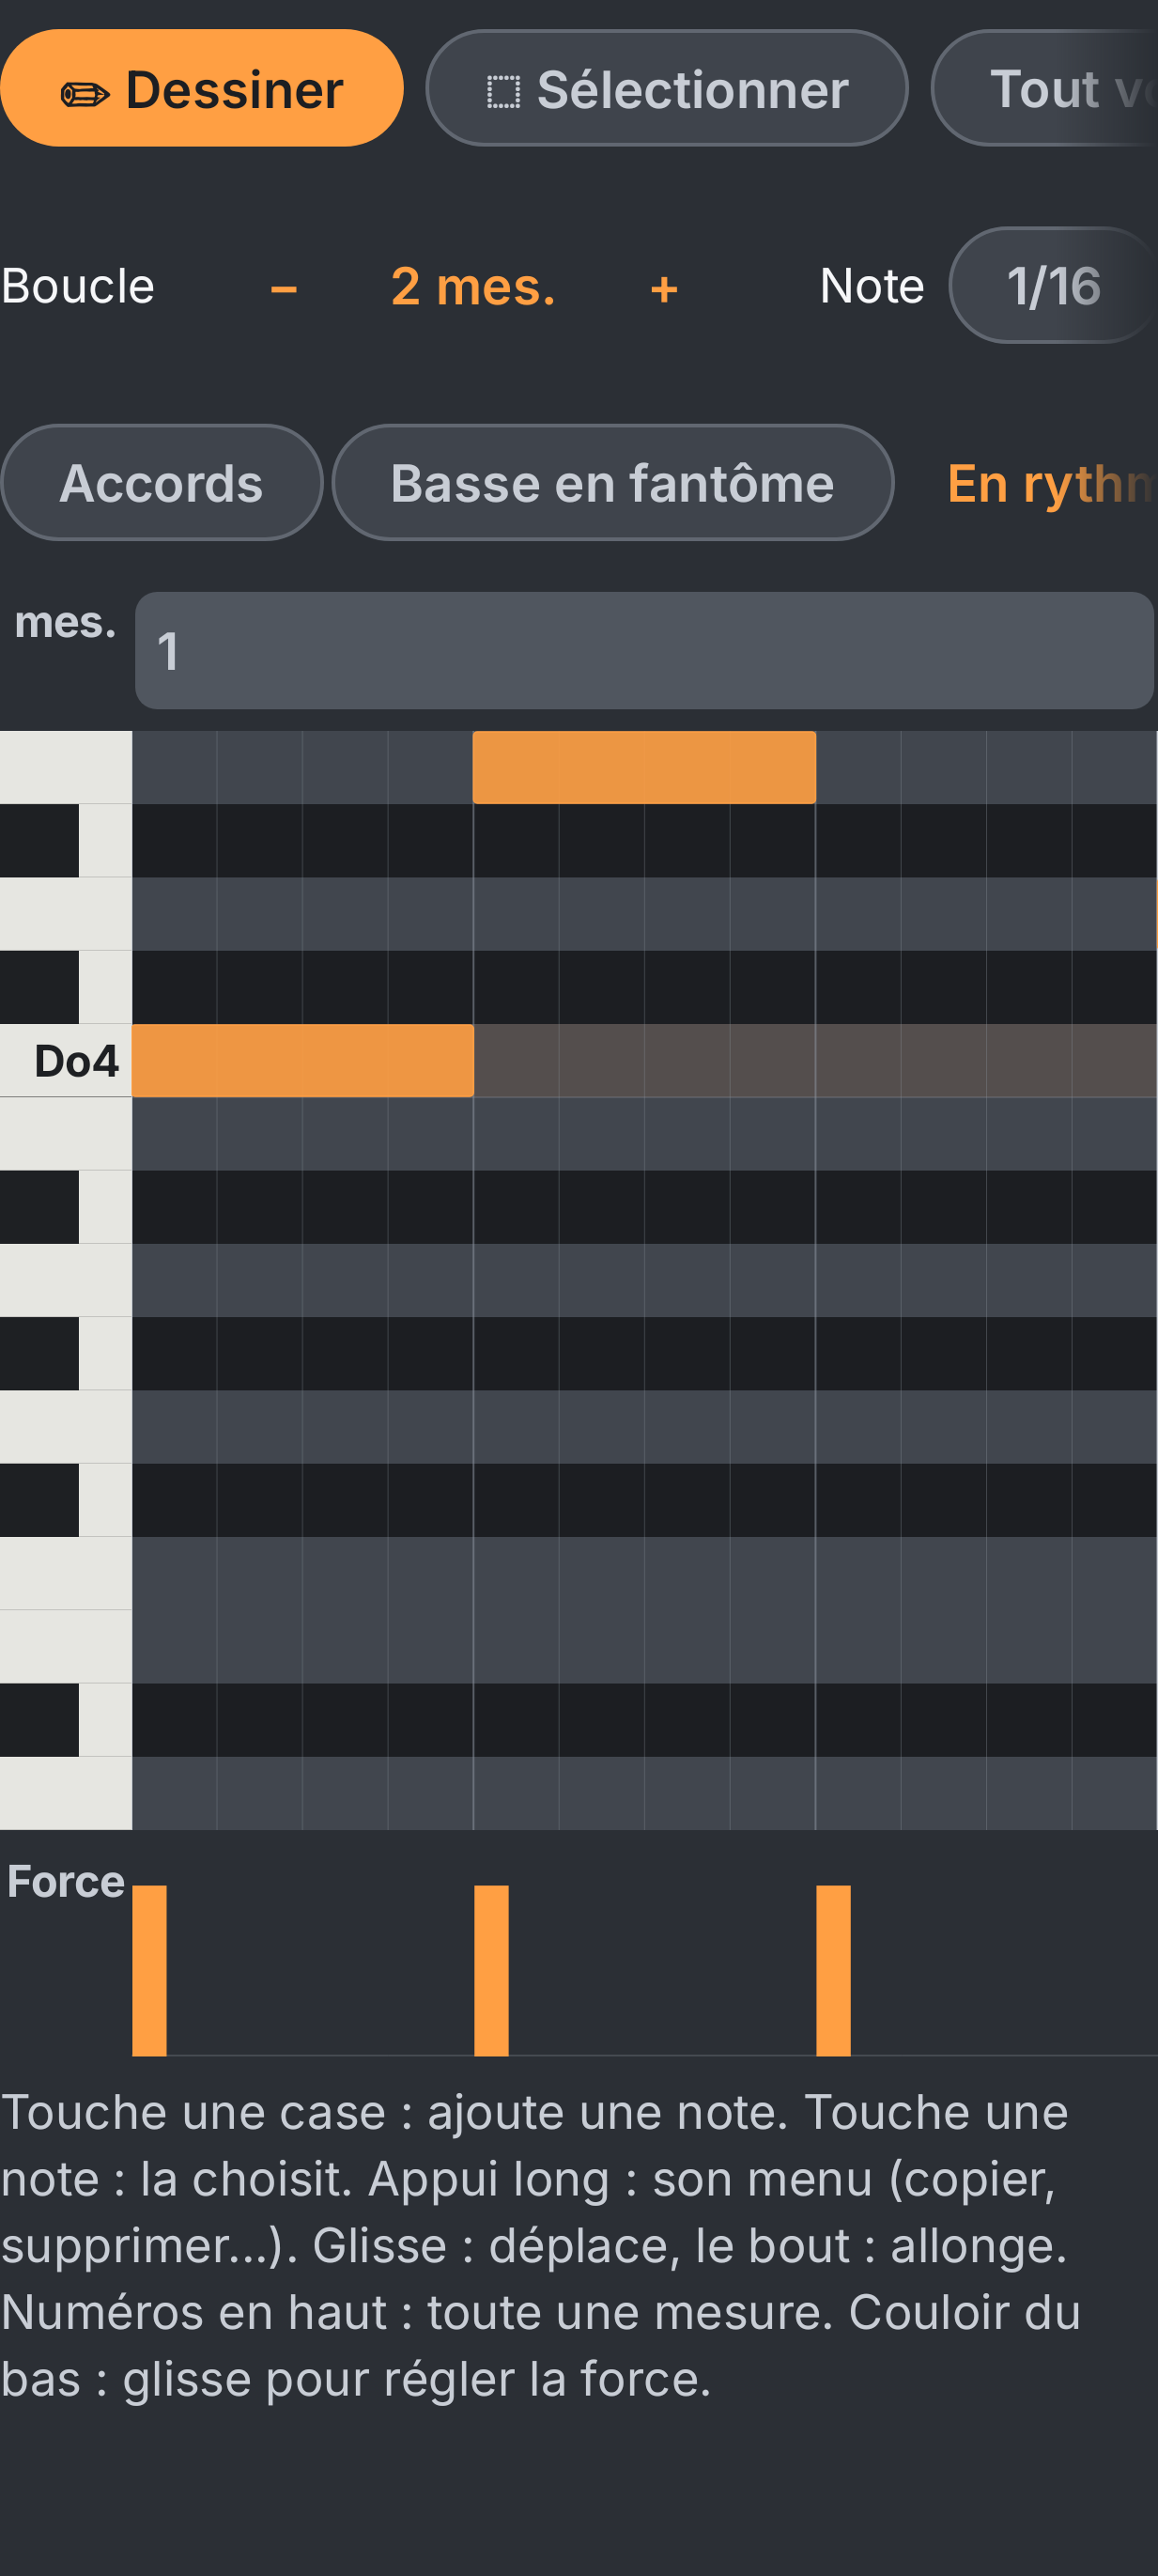 ✏ Dessiner Sélectionner Tout
Boucle − 2 mes. + Note 1/16
Accords Basse en fantôme En
mes. 1
Do4
Force
Touche une case : ajoute une note. Touche une
note : la choisit. Appui long : son menu (copier,
supprimer...). Glisse : déplace, le bout : allonge.
Numéros en haut : toute une mesure. Couloir du
bas : glisse pour régler la force.